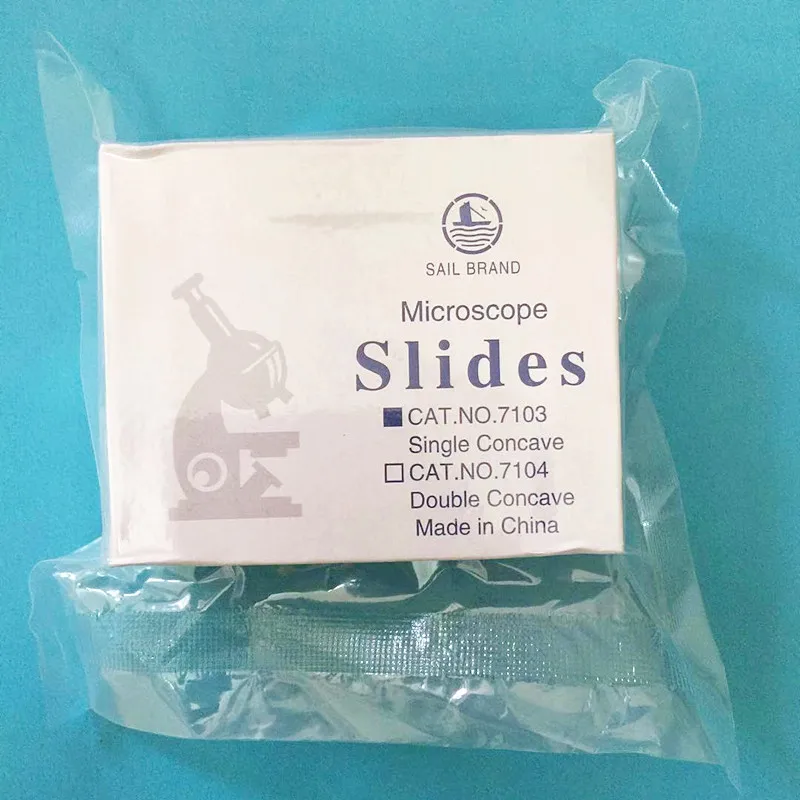 SAIL BRAND
Microscope
Slides
■ CAT.NO.7103
Single Concave
□ CAT.NO.7104
Double Concave
Made in China